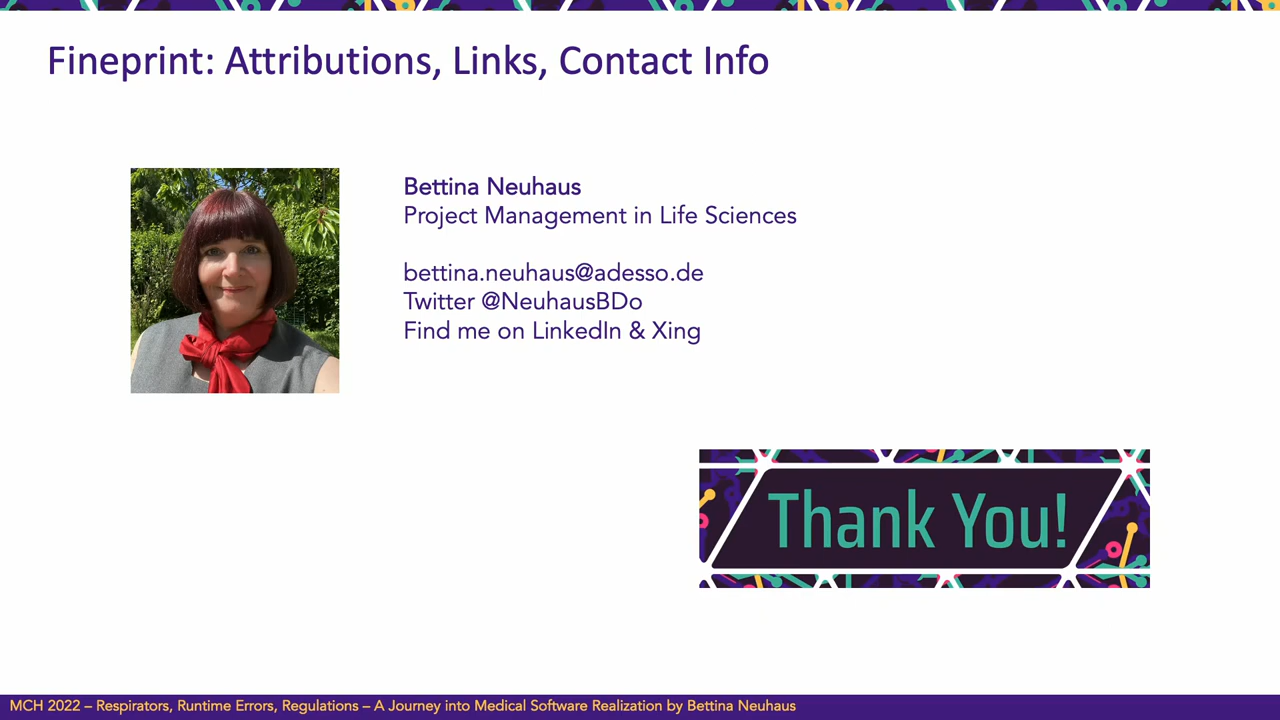 Fineprint: Attributions, Links, Contact Info
Bettina Neuhaus
Project Management in Life Sciences
bettina.neuhaus@adesso.de
Twitter @NeuhausBDo
Find me on LinkedIn & Xing
Thank You!
MCH 2022 – Respirators, Runtime Errors, Regulations – A Journey into Medical Software Realization by Bettina Neuhaus